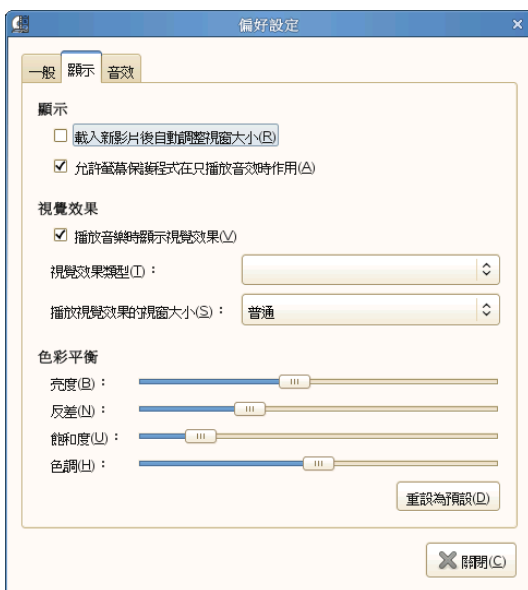 偏好設定
一般 顯示 音效
顯示
載入新影片後自動調整視窗大小(R)
允許螢幕保護程式在只播放音效時作用(A)
視覺效果
播放音樂時顯示視覺效果(V)
視覺效果類型(T)：
播放視覺效果的視窗大小(S)： 普通
色彩平衡
亮度(B)：
反差(N)：
飽和度(U)：
色調(H)：
重設為預設(D)
關閉(C)